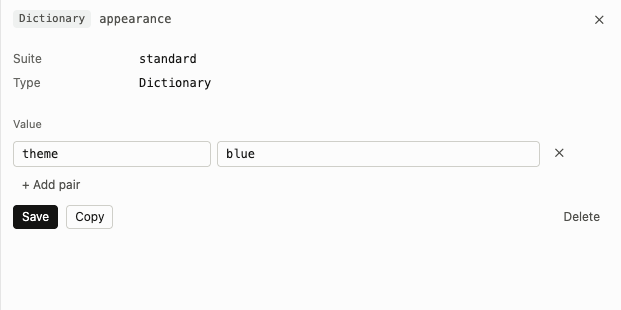 Dictionary appearance
Suite standard
Type Dictionary
Value
theme blue
+ Add pair
Save Copy Delete